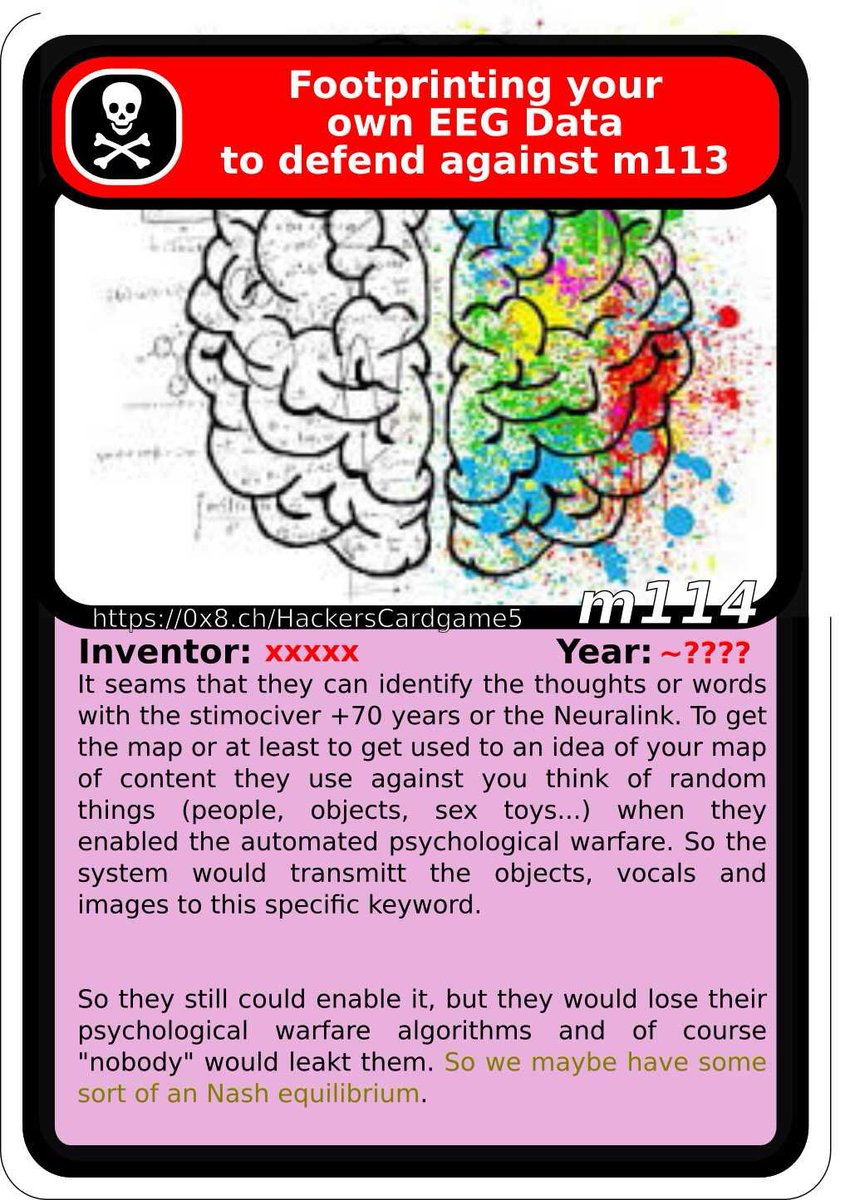 Footprinting your
own EEG Data
to defend against m113
https://0x8.ch/HackersCardgame5
m114
Inventor: xxxxx Year: ~????
It seams that they can identify the thoughts or words
with the stimociver +70 years or the Neuralink. To get
the map or at least to get used to an idea of your map
of content they use against you think of random
things (people, objects, sex toys...) when they
enabled the automated psychological warfare. So the
system would transmitt the objects, vocals and
images to this specific keyword.
So they still could enable it, but they would lose their
psychological warfare algorithms and of course
"nobody" would leakt them. So we maybe have some
sort of an Nash equilibrium.